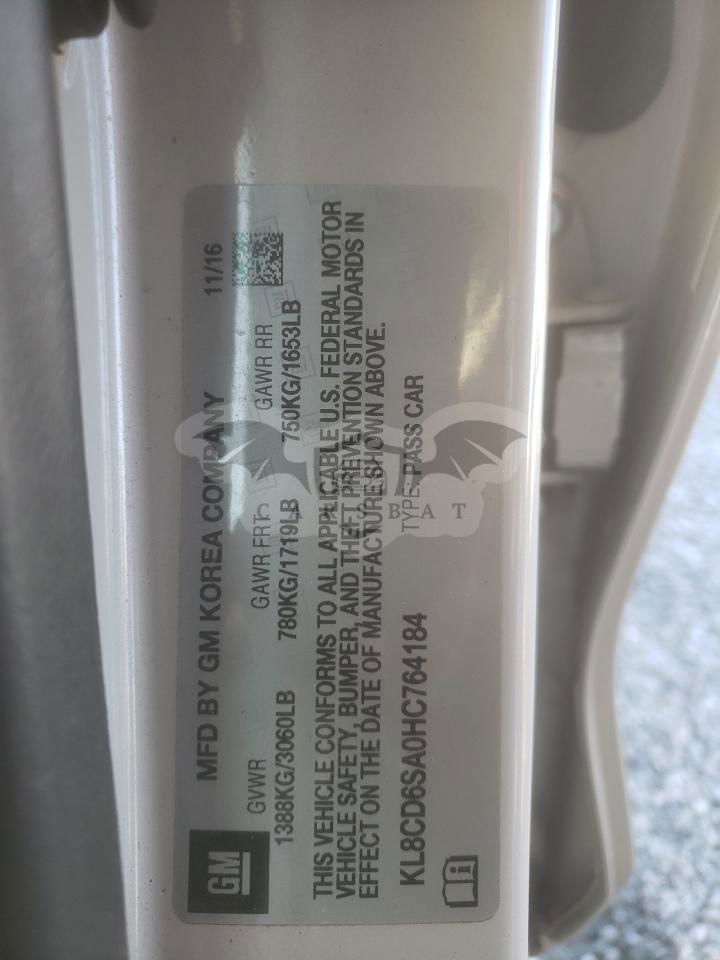 MFD BY GM KOREA COMPANY 11/16
GVWR GAWR FRT GAWR RR
1388KG/3060LB 780KG/1719LB 750KG/1653LB
THIS VEHICLE CONFORMS TO ALL APPLICABLE U.S. FEDERAL MOTOR
VEHICLE SAFETY, BUMPER, AND THEFT PREVENTION STANDARDS IN
EFFECT ON THE DATE OF MANUFACTURE SHOWN ABOVE.
KL8CD6SA0HC764184 TYPE: PASS CAR
GM